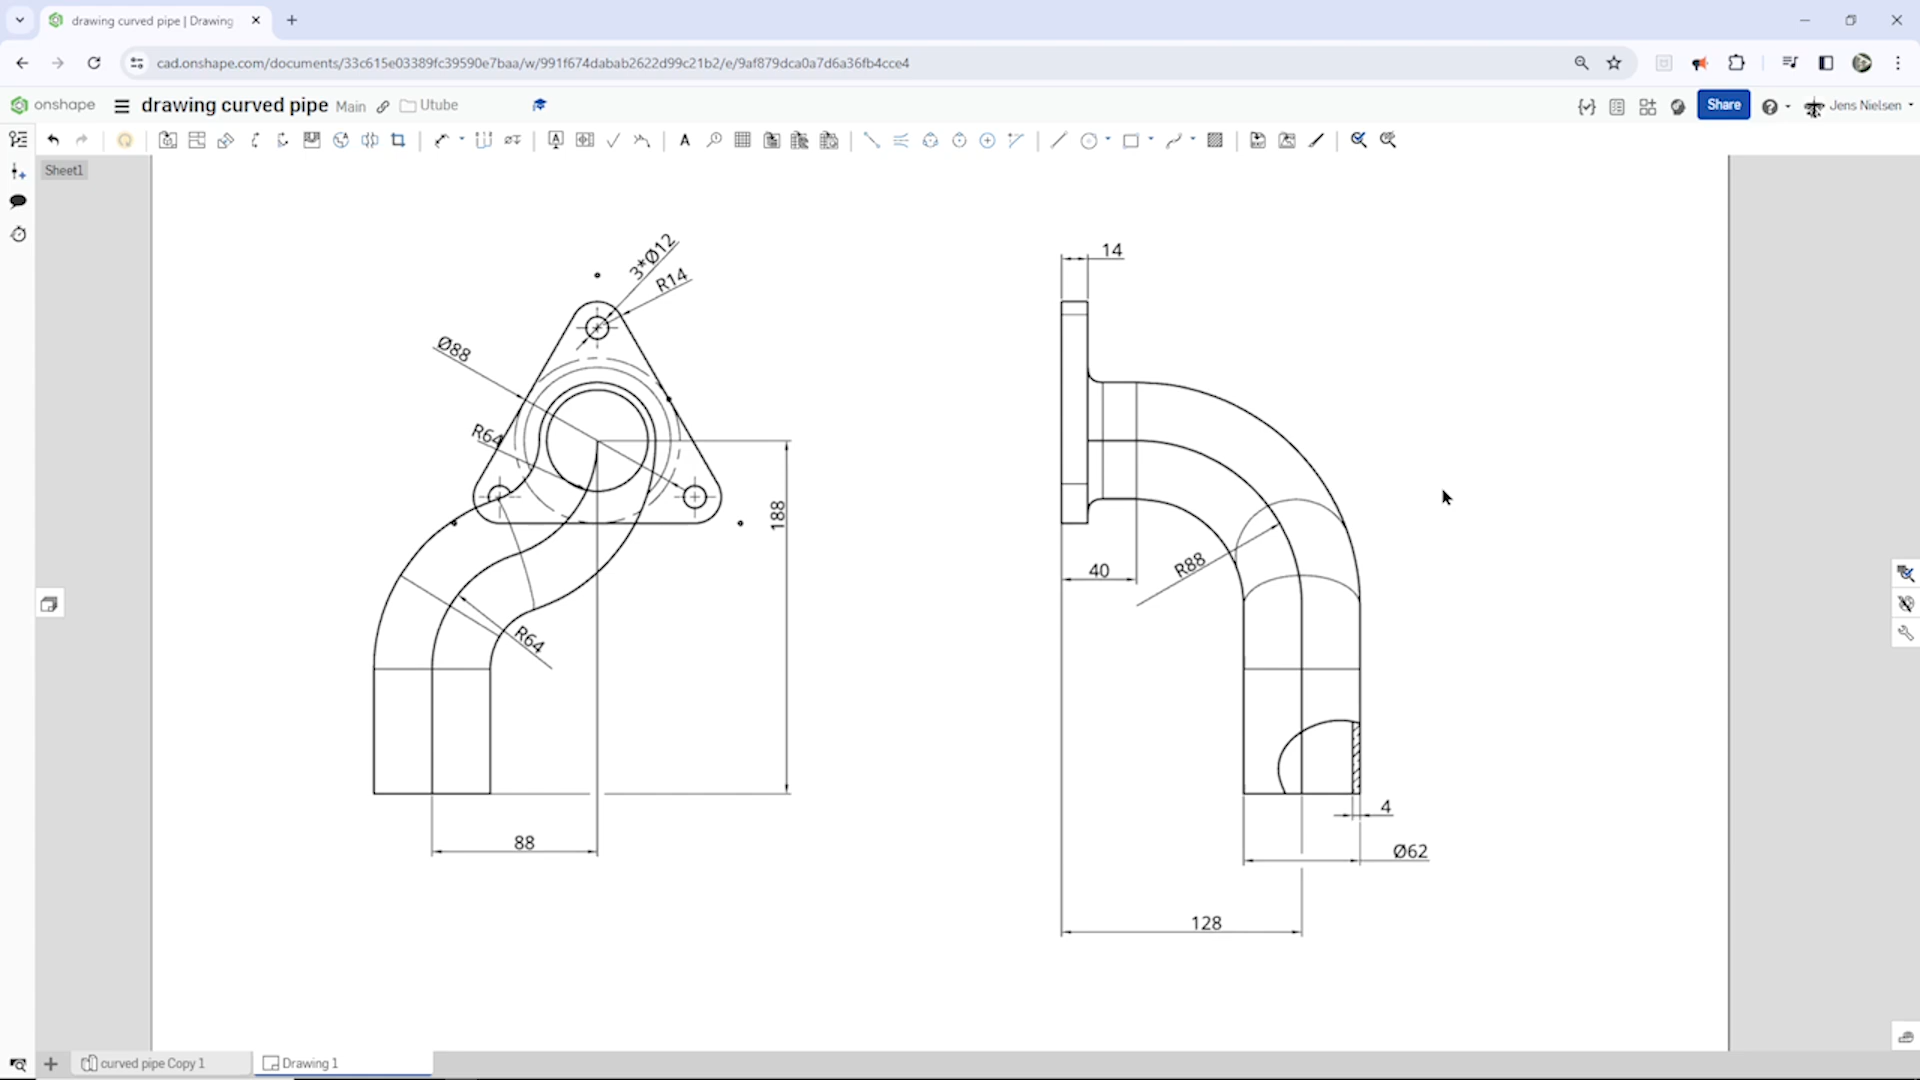 drawing curved pipe | Drawing
cad.onshape.com/documents/33c615e03389fc39590e7baa/w/991f674dabab2622d99c21b2/e/9af879dca0a7d6a36fb4cce4
onshape drawing curved pipe Main Utube Share Jens Nielsen
Sheet1
3*Ø12
R14
Ø88
R64
188
R64
88
14
40
R88
4
Ø62
128
curved pipe Copy 1
Drawing 1